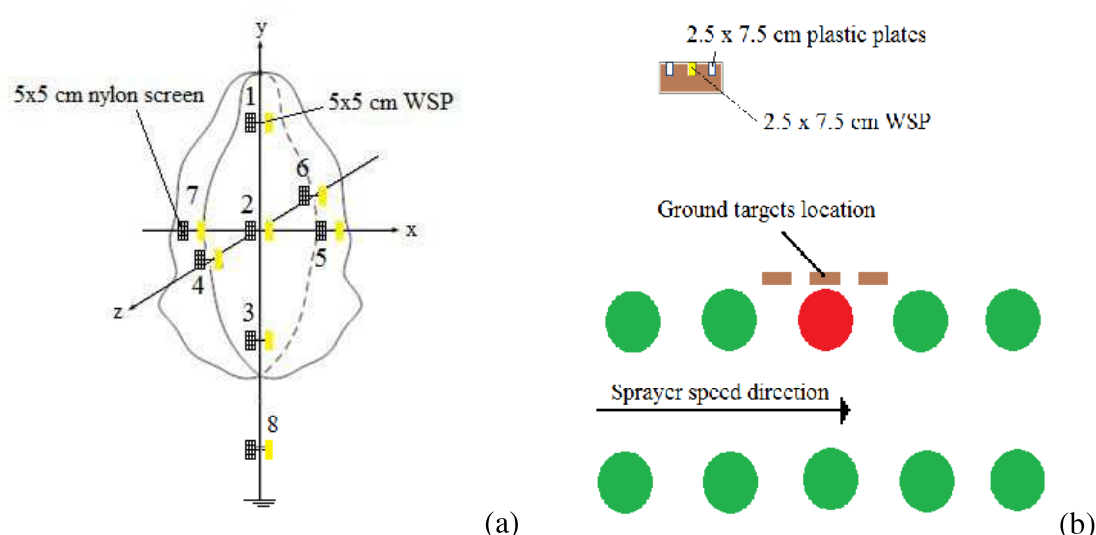 y
1
5x5 cm nylon screen
5x5 cm WSP
6
7
2
x
5
4
z
3
8
(a)
2.5 x 7.5 cm plastic plates
2.5 x 7.5 cm WSP
Ground targets location
Sprayer speed direction
(b)